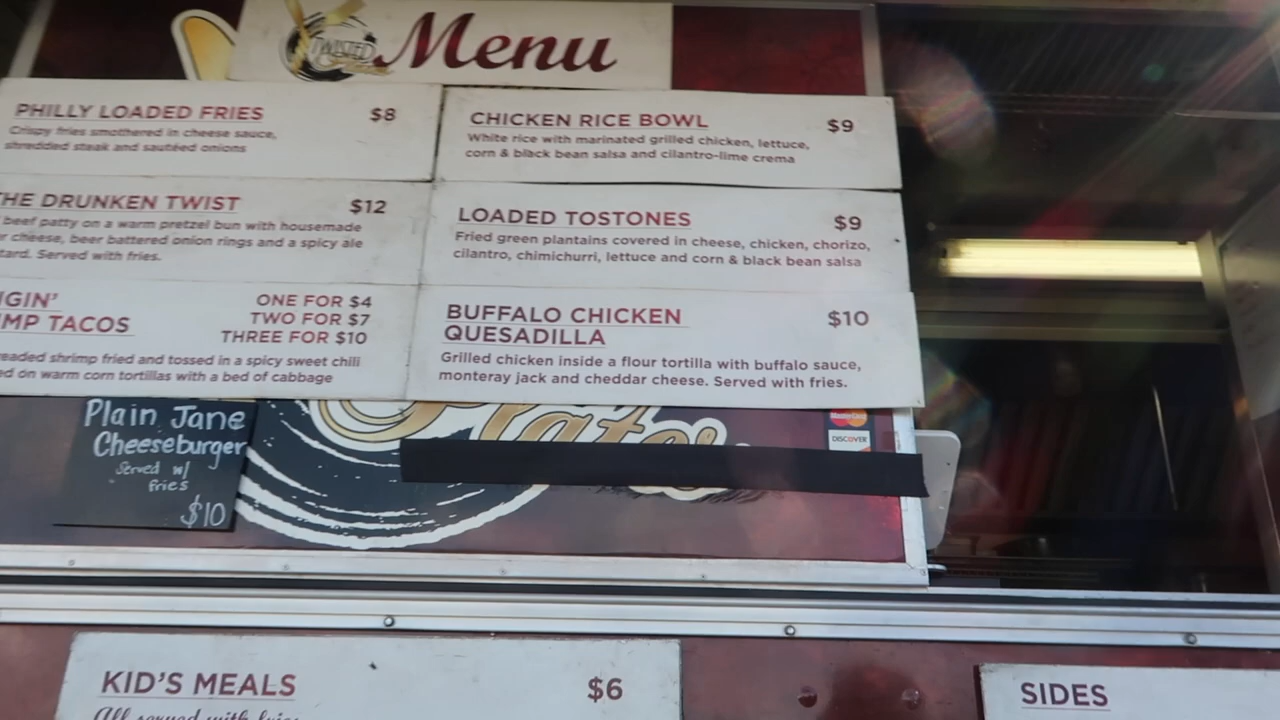 TWISTED
Menu
PHILLY LOADED FRIES $8
Crispy fries smothered in cheese sauce,
shredded steak and sautéed onions
THE DRUNKEN TWIST $12
beef patty on a warm pretzel bun with housemade
cheese, beer battered onion rings and a spicy ale
Served with fries.
TACOS
ONE FOR $4
TWO FOR $7
THREE FOR $10
shrimp fried and tossed in a spicy sweet chili
on warm corn tortillas with a bed of cabbage
CHICKEN RICE BOWL $9
White rice with marinated grilled chicken, lettuce,
corn & black bean salsa and cilantro-lime crema
LOADED TOSTONES $9
Fried green plantains covered in cheese, chicken, chorizo,
cilantro, chimichurri, lettuce and corn & black bean salsa
BUFFALO CHICKEN $10
QUESADILLA
Grilled chicken inside a flour tortilla with buffalo sauce,
monteray jack and cheddar cheese. Served with fries.
Plain Jane
Cheeseburger
Served w/
fries
$10
MasterCard
DISCOVER
KID'S MEALS $6
All served with fries
SIDES